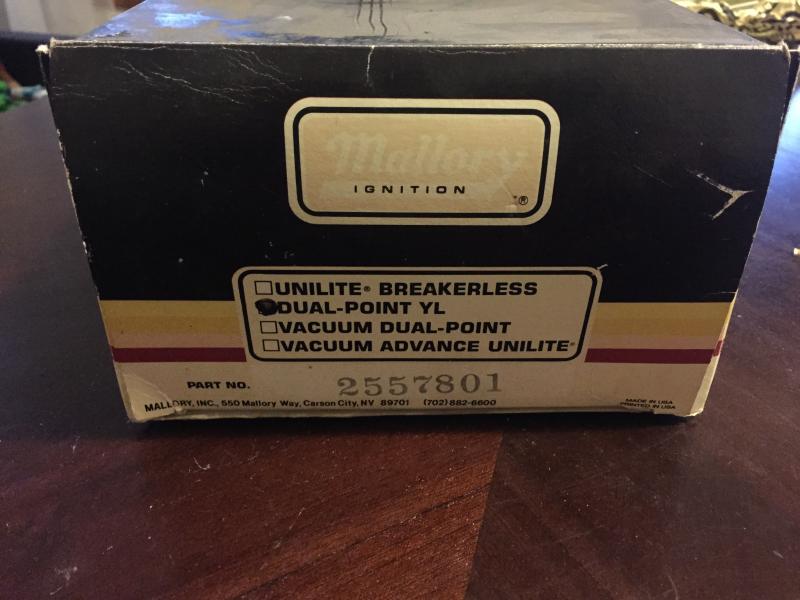 Mallory
IGNITION
®
UNILITE® BREAKERLESS
DUAL-POINT YL
VACUUM DUAL-POINT
VACUUM ADVANCE UNILITE®
PART NO. 2557801
MALLORY, INC., 550 Mallory Way, Carson City, NV 89701 (702) 882-6600
MADE IN USA
PRINTED IN USA